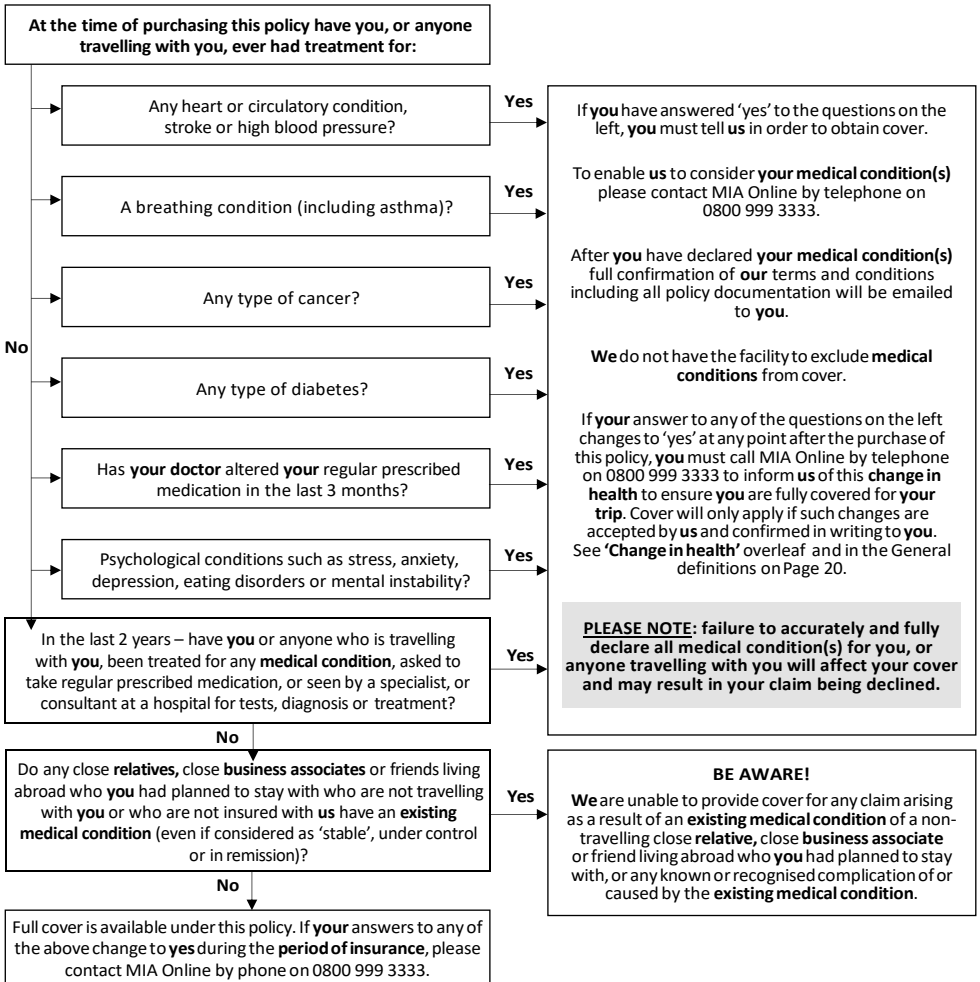 At the time of purchasing this policy have you, or anyone
travelling with you, ever had treatment for:
Any heart or circulatory condition,
stroke or high blood pressure?
Yes
A breathing condition (including asthma)?
Yes
Any type of cancer?
Yes
No
Any type of diabetes?
Yes
Has your doctor altered your regular prescribed
medication in the last 3 months?
Yes
Psychological conditions such as stress, anxiety,
depression, eating disorders or mental instability?
Yes
In the last 2 years – have you or anyone who is travelling
with you, been treated for any medical condition, asked to
take regular prescribed medication, or seen by a specialist, or
consultant at a hospital for tests, diagnosis or treatment?
Yes
If you have answered ‘yes’ to the questions on the
left, you must tell us in order to obtain cover.
To enable us to consider your medical condition(s)
please contact MIA Online by telephone on
0800 999 3333.
After you have declared your medical condition(s)
full confirmation of our terms and conditions
including all policy documentation will be emailed
to you.
We do not have the facility to exclude medical
conditions from cover.
If your answer to any of the questions on the left
changes to ‘yes’ at any point after the purchase of
this policy, you must call MIA Online by telephone
on 0800 999 3333 to inform us of this change in
health to ensure you are fully covered for your
trip. Cover will only apply if such changes are
accepted by us and confirmed in writing to you.
See ‘Change in health’ overleaf and in the General
definitions on Page 20.
PLEASE NOTE: failure to accurately and fully
declare all medical condition(s) for you, or
anyone travelling with you will affect your cover
and may result in your claim being declined.
No
Do any close relatives, close business associates or friends living
abroad who you had planned to stay with who are not travelling
with you or who are not insured with us have an existing
medical condition (even if considered as ‘stable’, under control
or in remission)?
Yes
BE AWARE!
We are unable to provide cover for any claim arising
as a result of an existing medical condition of a non-
travelling close relative, close business associate
or friend living abroad who you had planned to stay
with, or any known or recognised complication of or
caused by the existing medical condition.
No
Full cover is available under this policy. If your answers to any of
the above change to yes during the period of insurance, please
contact MIA Online by phone on 0800 999 3333.